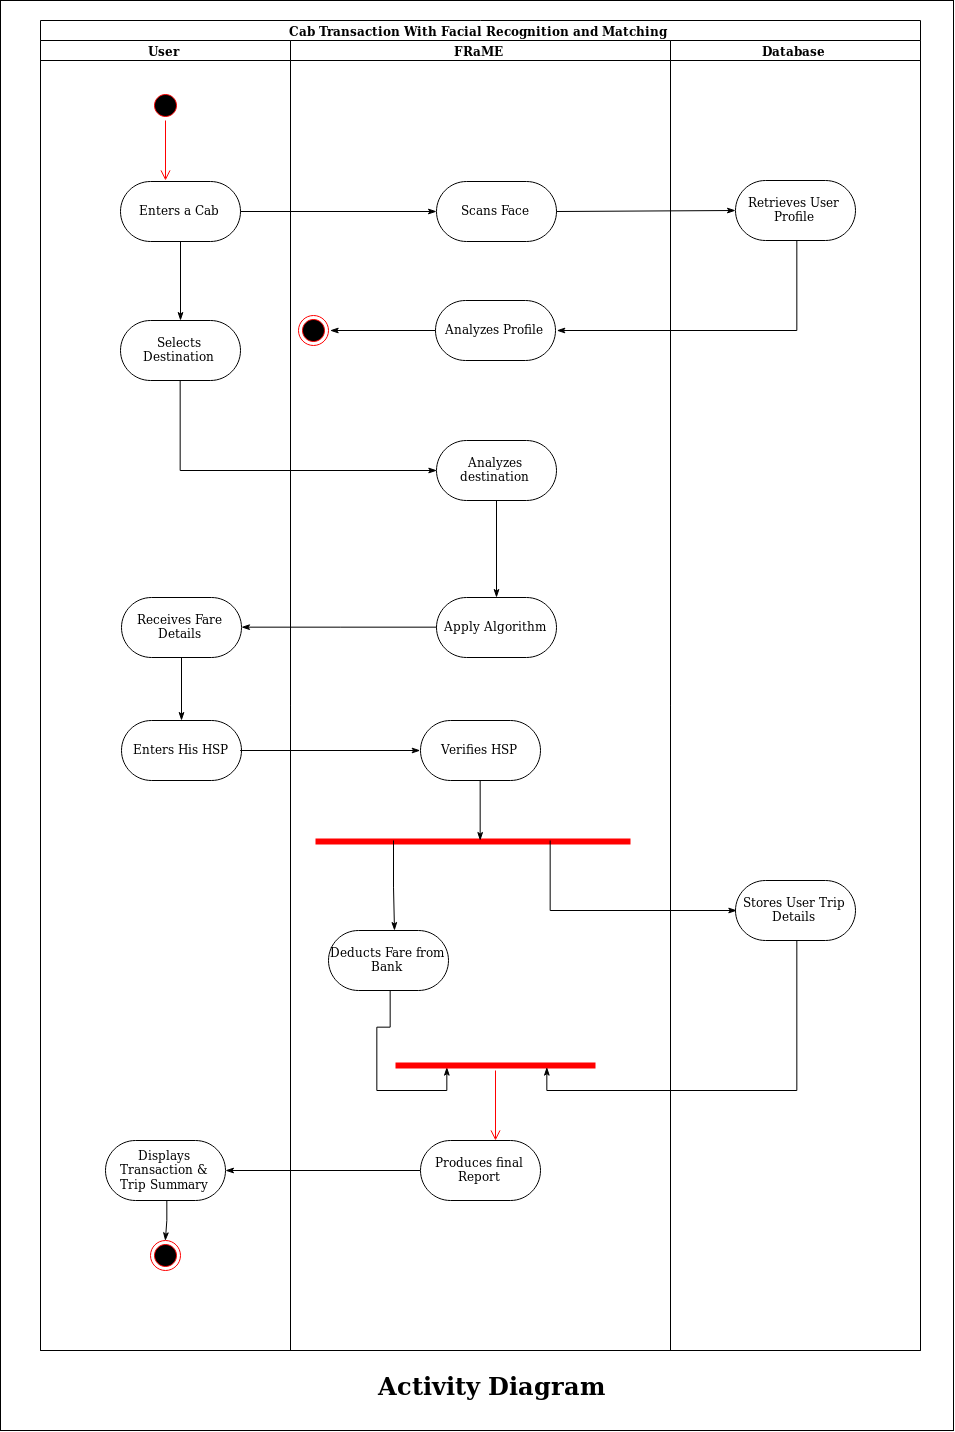 Cab Transaction With Facial Recognition and Matching
User
FRaME
Database
Enters a Cab
Scans Face
Retrieves User
Profile
Analyzes Profile
Selects
Destination
Analyzes
destination
Receives Fare
Details
Apply Algorithm
Enters His HSP
Verifies HSP
Stores User Trip
Details
Deducts Fare from
Bank
Displays
Transaction &
Trip Summary
Produces final
Report
Activity Diagram